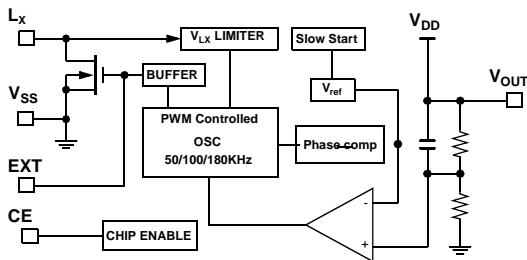 LX
VLX LIMITER
Slow Start
VDD
BUFFER
VOUT
Vref
VSS
PWM Controlled
OSC
50/100/180KHz
Phase comp
EXT
-
+
CE
CHIP ENABLE